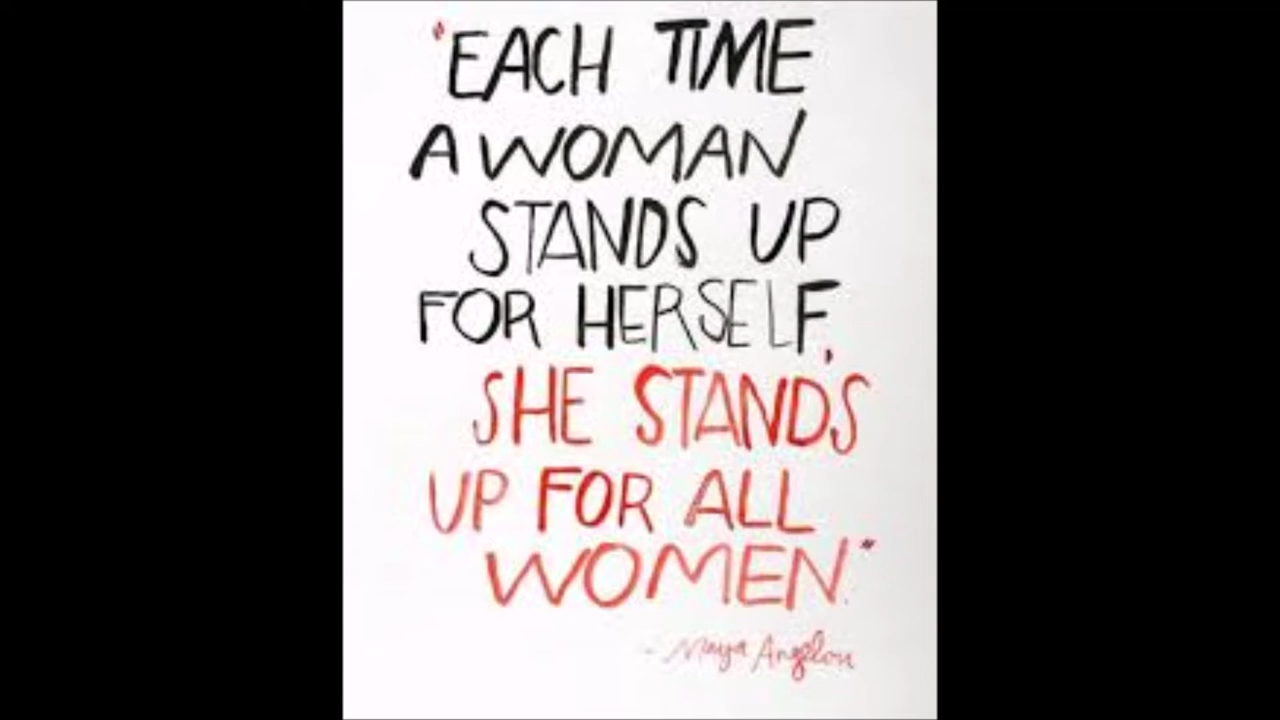 "EACH TIME
A WOMAN
STANDS UP
FOR HERSELF,
SHE STANDS
UP FOR ALL
WOMEN."
- Maya Angelou